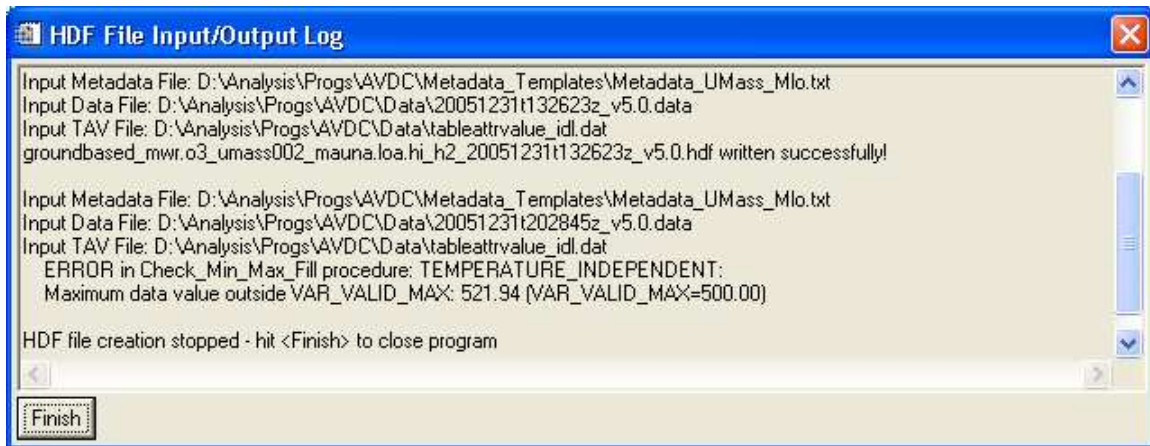 HDF File Input/Output Log
Input Metadata File: D:\Analysis\Progs\AVDC\Metadata_Templates\Metadata_UMass_Mlo.txt
Input Data File: D:\Analysis\Progs\AVDC\Data\20051231t132623z_v5.0.data
Input TAV File: D:\Analysis\Progs\AVDC\Data\tableattrvalue_idl.dat
groundbased_mwr.o3_umass002_mauna.loa.hi_h2_20051231t132623z_v5.0.hdf written successfully!
Input Metadata File: D:\Analysis\Progs\AVDC\Metadata_Templates\Metadata_UMass_Mlo.txt
Input Data File: D:\Analysis\Progs\AVDC\Data\20051231t202845z_v5.0.data
Input TAV File: D:\Analysis\Progs\AVDC\Data\tableattrvalue_idl.dat
ERROR in Check_Min_Max_Fill procedure: TEMPERATURE_INDEPENDENT:
Maximum data value outside VAR_VALID_MAX: 521.94 (VAR_VALID_MAX=500.00)
HDF file creation stopped - hit <Finish> to close program
Finish